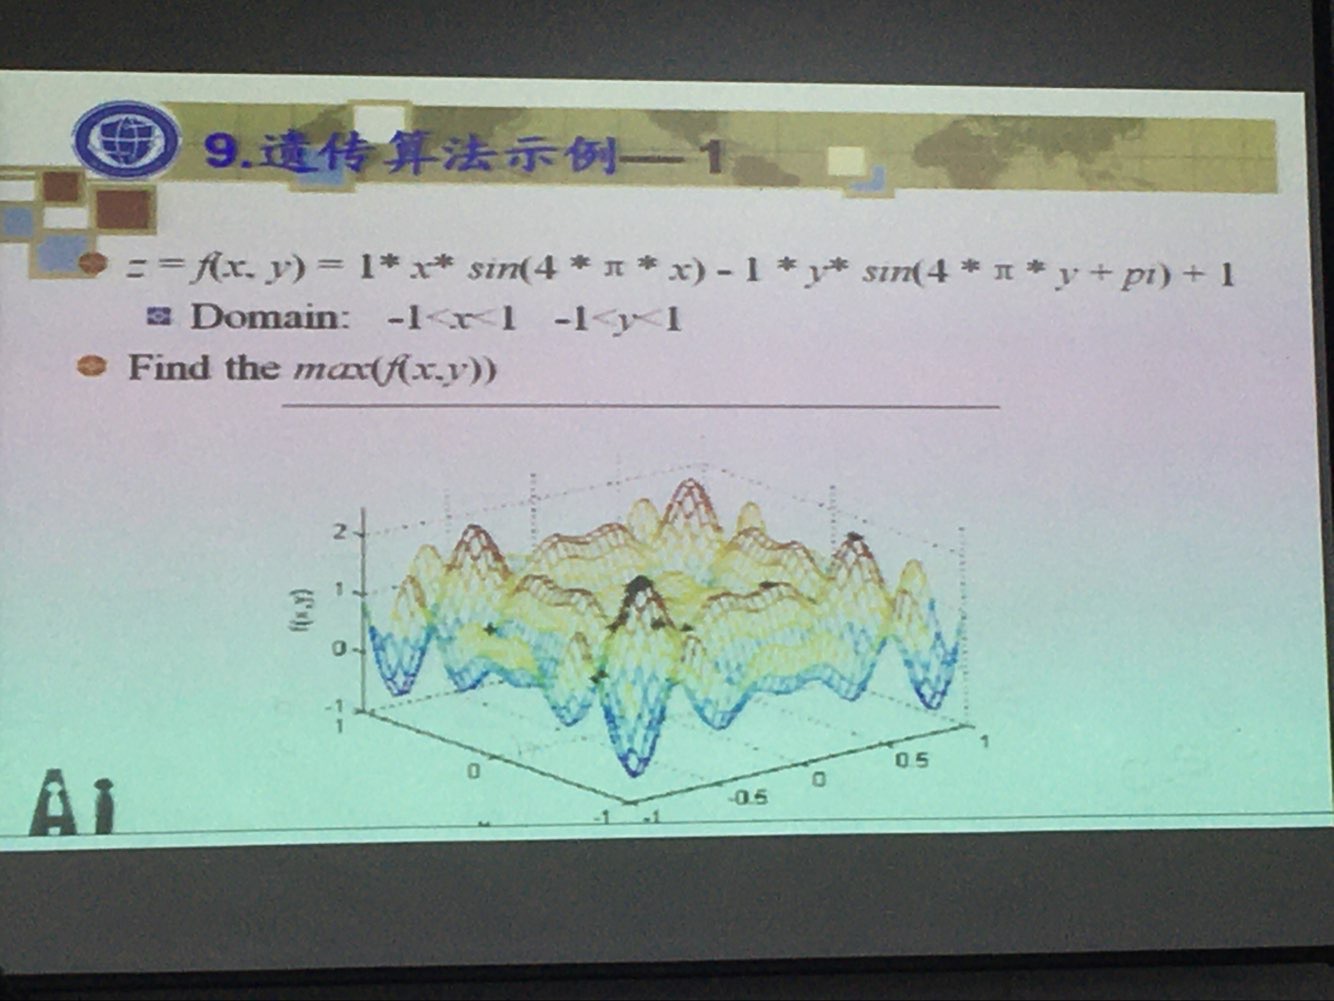 9.遗传算法示例—1
z = f(x, y) = 1* x* sin(4 * π * x) - 1 * y* sin(4 * π * y + pi) + 1
Domain: -1<x<1 -1<y<1
Find the max(f(x,y))
2
1
0
-1
f(x,y)
1
0
-1
-1
-0.5
0
0.5
1
Ai